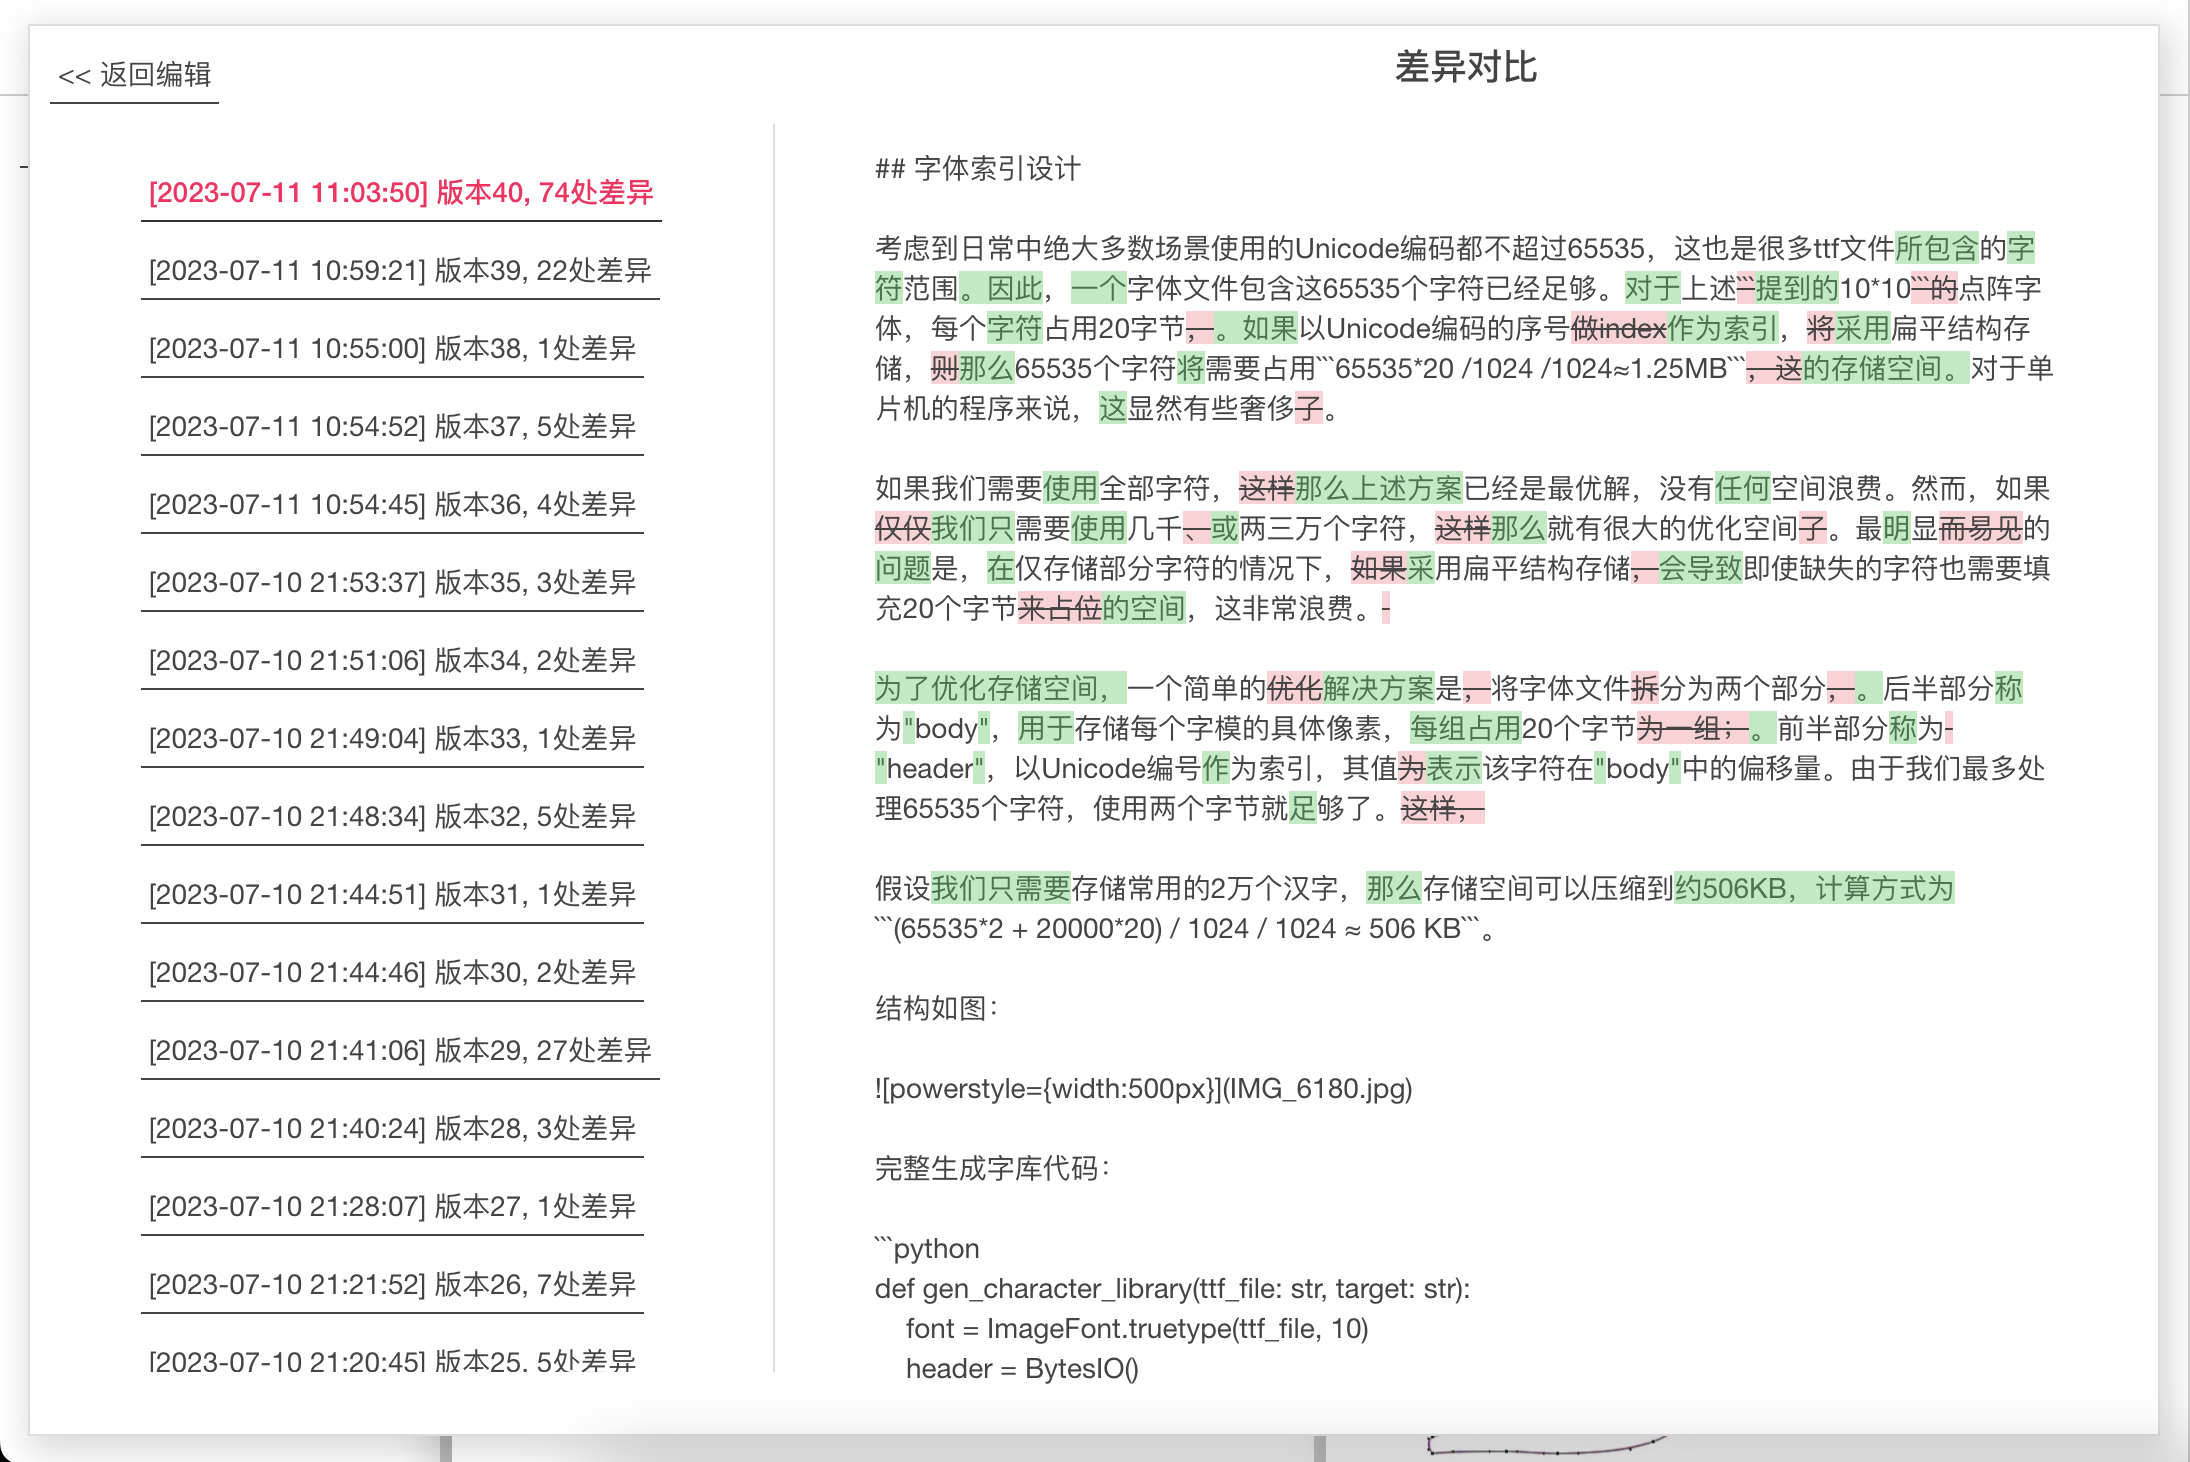 << 返回编辑
差异对比
[2023-07-11 11:03:50] 版本40, 74处差异
[2023-07-11 10:59:21] 版本39, 22处差异
[2023-07-11 10:55:00] 版本38, 1处差异
[2023-07-11 10:54:52] 版本37, 5处差异
[2023-07-11 10:54:45] 版本36, 4处差异
[2023-07-10 21:53:37] 版本35, 3处差异
[2023-07-10 21:51:06] 版本34, 2处差异
[2023-07-10 21:49:04] 版本33, 1处差异
[2023-07-10 21:48:34] 版本32, 5处差异
[2023-07-10 21:44:51] 版本31, 1处差异
[2023-07-10 21:44:46] 版本30, 2处差异
[2023-07-10 21:41:06] 版本29, 27处差异
[2023-07-10 21:40:24] 版本28, 3处差异
[2023-07-10 21:28:07] 版本27, 1处差异
[2023-07-10 21:21:52] 版本26, 7处差异
[2023-07-10 21:20:45] 版本25, 5处差异
## 字体索引设计
考虑到日常中绝大多数场景使用的Unicode编码都不超过65535，这也是很多ttf文件所包含的字
符范围。因此，一个字体文件包含这65535个字符已经足够。对于上述```提到的10*10```的点阵字
体，每个字符占用20字节，。如果以Unicode编码的序号做index作为索引，将采用扁平结构存
储，则那么65535个字符将需要占用```65535*20 /1024 /1024≈1.25MB```，这的存储空间。对于单
片机的程序来说，这显然有些奢侈子。
如果我们需要使用全部字符，这样那么上述方案已经是最优解，没有任何空间浪费。然而，如果
仅仅我们只需要使用几千、或两三万个字符，这样那么就有很大的优化空间子。最明显而易见的
问题是，在仅存储部分字符的情况下，如果采用扁平结构存储，会导致即使缺失的字符也需要填
充20个字节来占位的空间，这非常浪费。
为了优化存储空间，一个简单的优化解决方案是，将字体文件拆分为两个部分，。后半部分称
为"body"，用于存储每个字模的具体像素，每组占用20个字节为一组；。前半部分称为
"header"，以Unicode编号作为索引，其值为表示该字符在"body"中的偏移量。由于我们最多处
理65535个字符，使用两个字节就足够了。这样，
假设我们只需要存储常用的2万个汉字，那么存储空间可以压缩到约506KB，计算方式为
```(65535*2 + 20000*20) / 1024 / 1024 ≈ 506 KB```。
结构如图：
![powerstyle={width:500px}](IMG_6180.jpg)
完整生成字库代码：
```python
def gen_character_library(ttf_file: str, target: str):
font = ImageFont.truetype(ttf_file, 10)
header = BytesIO()